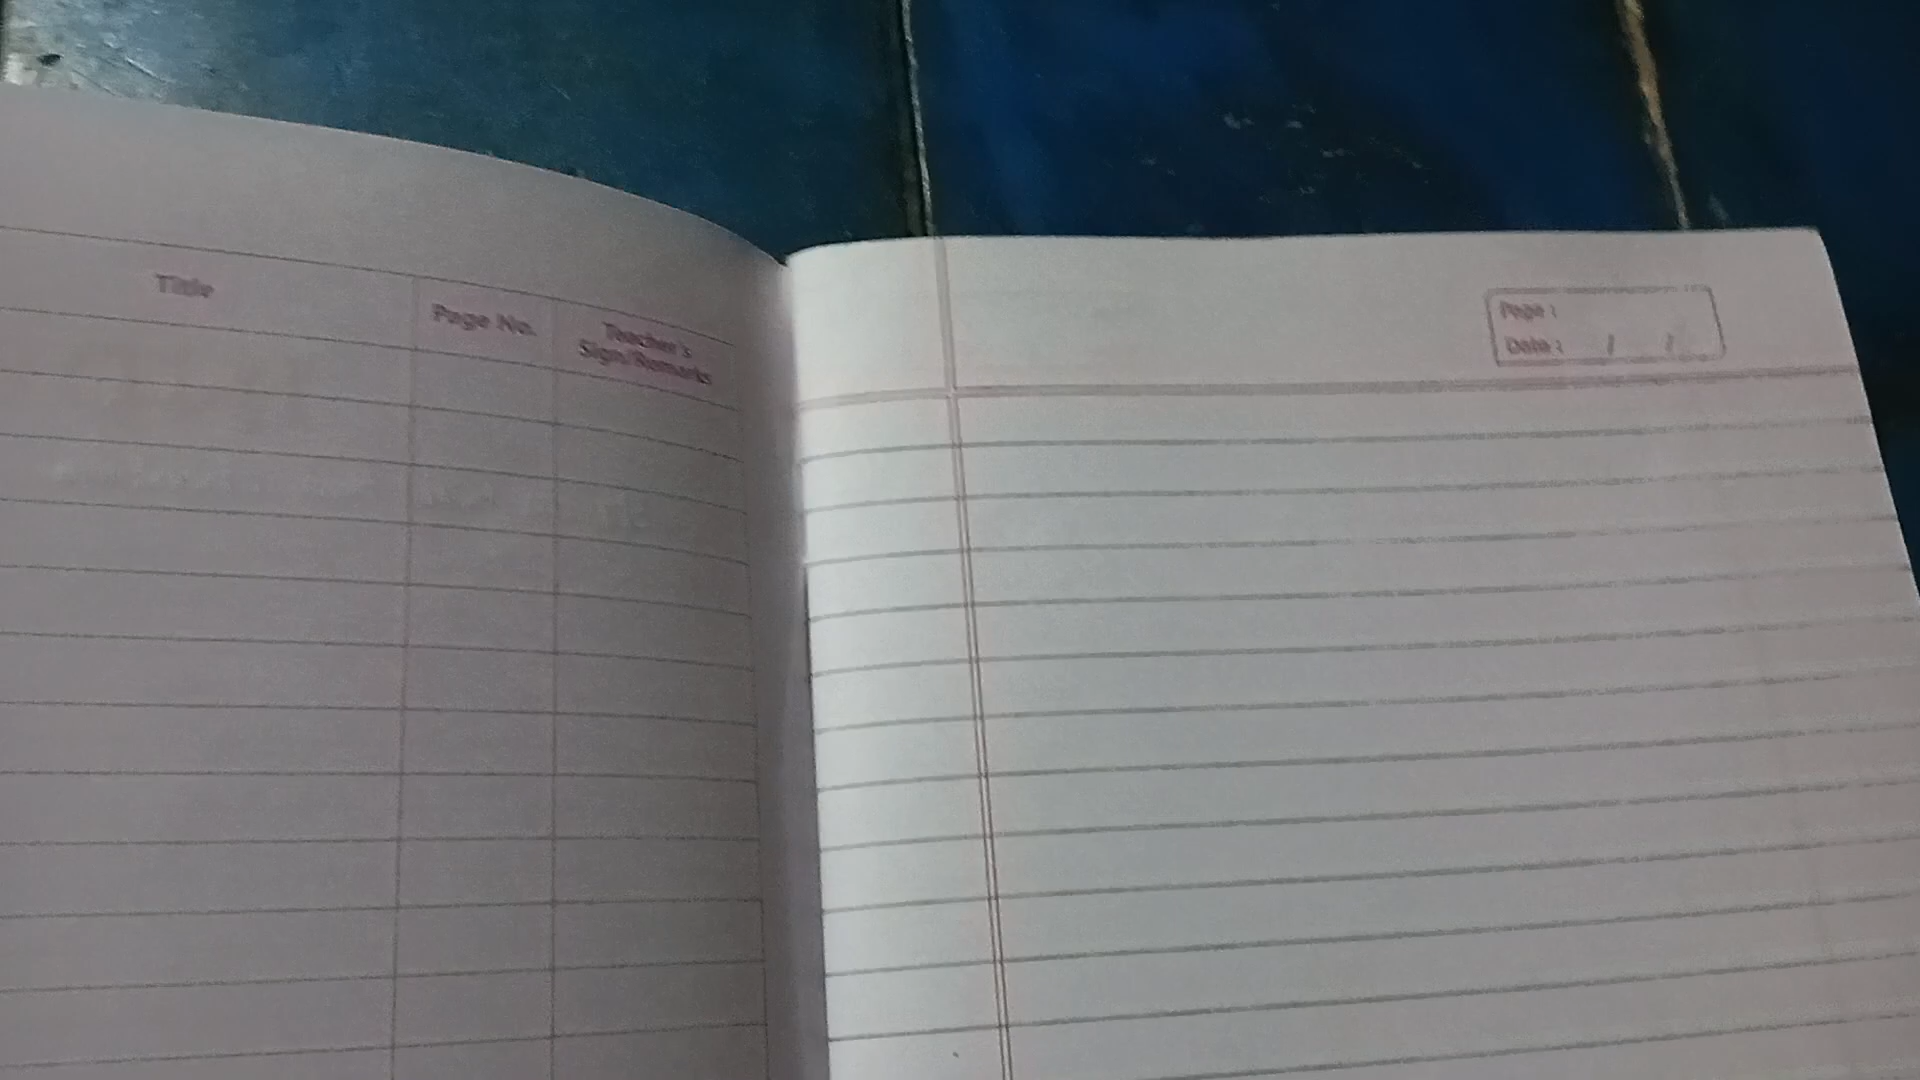 Title
Page No.
Teacher's
Sign/Remarks
Page :
Date : / /